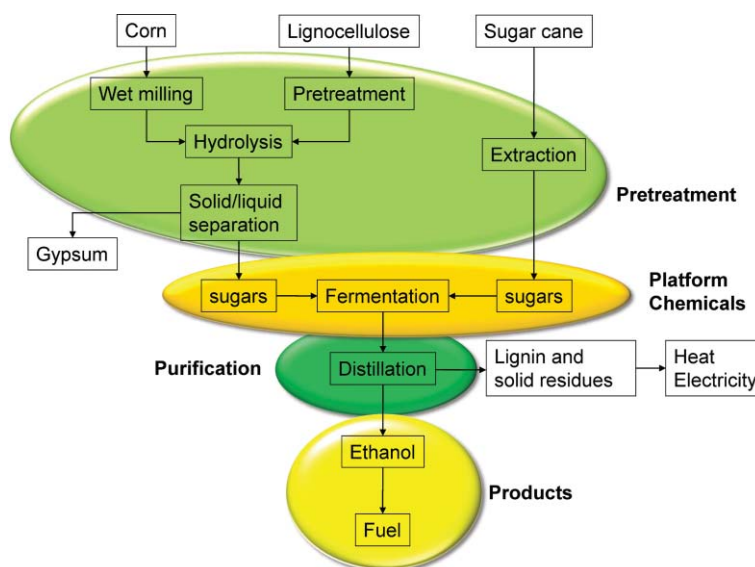 Corn
Lignocellulose
Sugar cane
Wet milling
Pretreatment
Hydrolysis
Extraction
Pretreatment
Solid/liquid
separation
Gypsum
sugars
Fermentation
sugars
Platform
Chemicals
Purification
Distillation
Lignin and
solid residues
Heat
Electricity
Ethanol
Products
Fuel